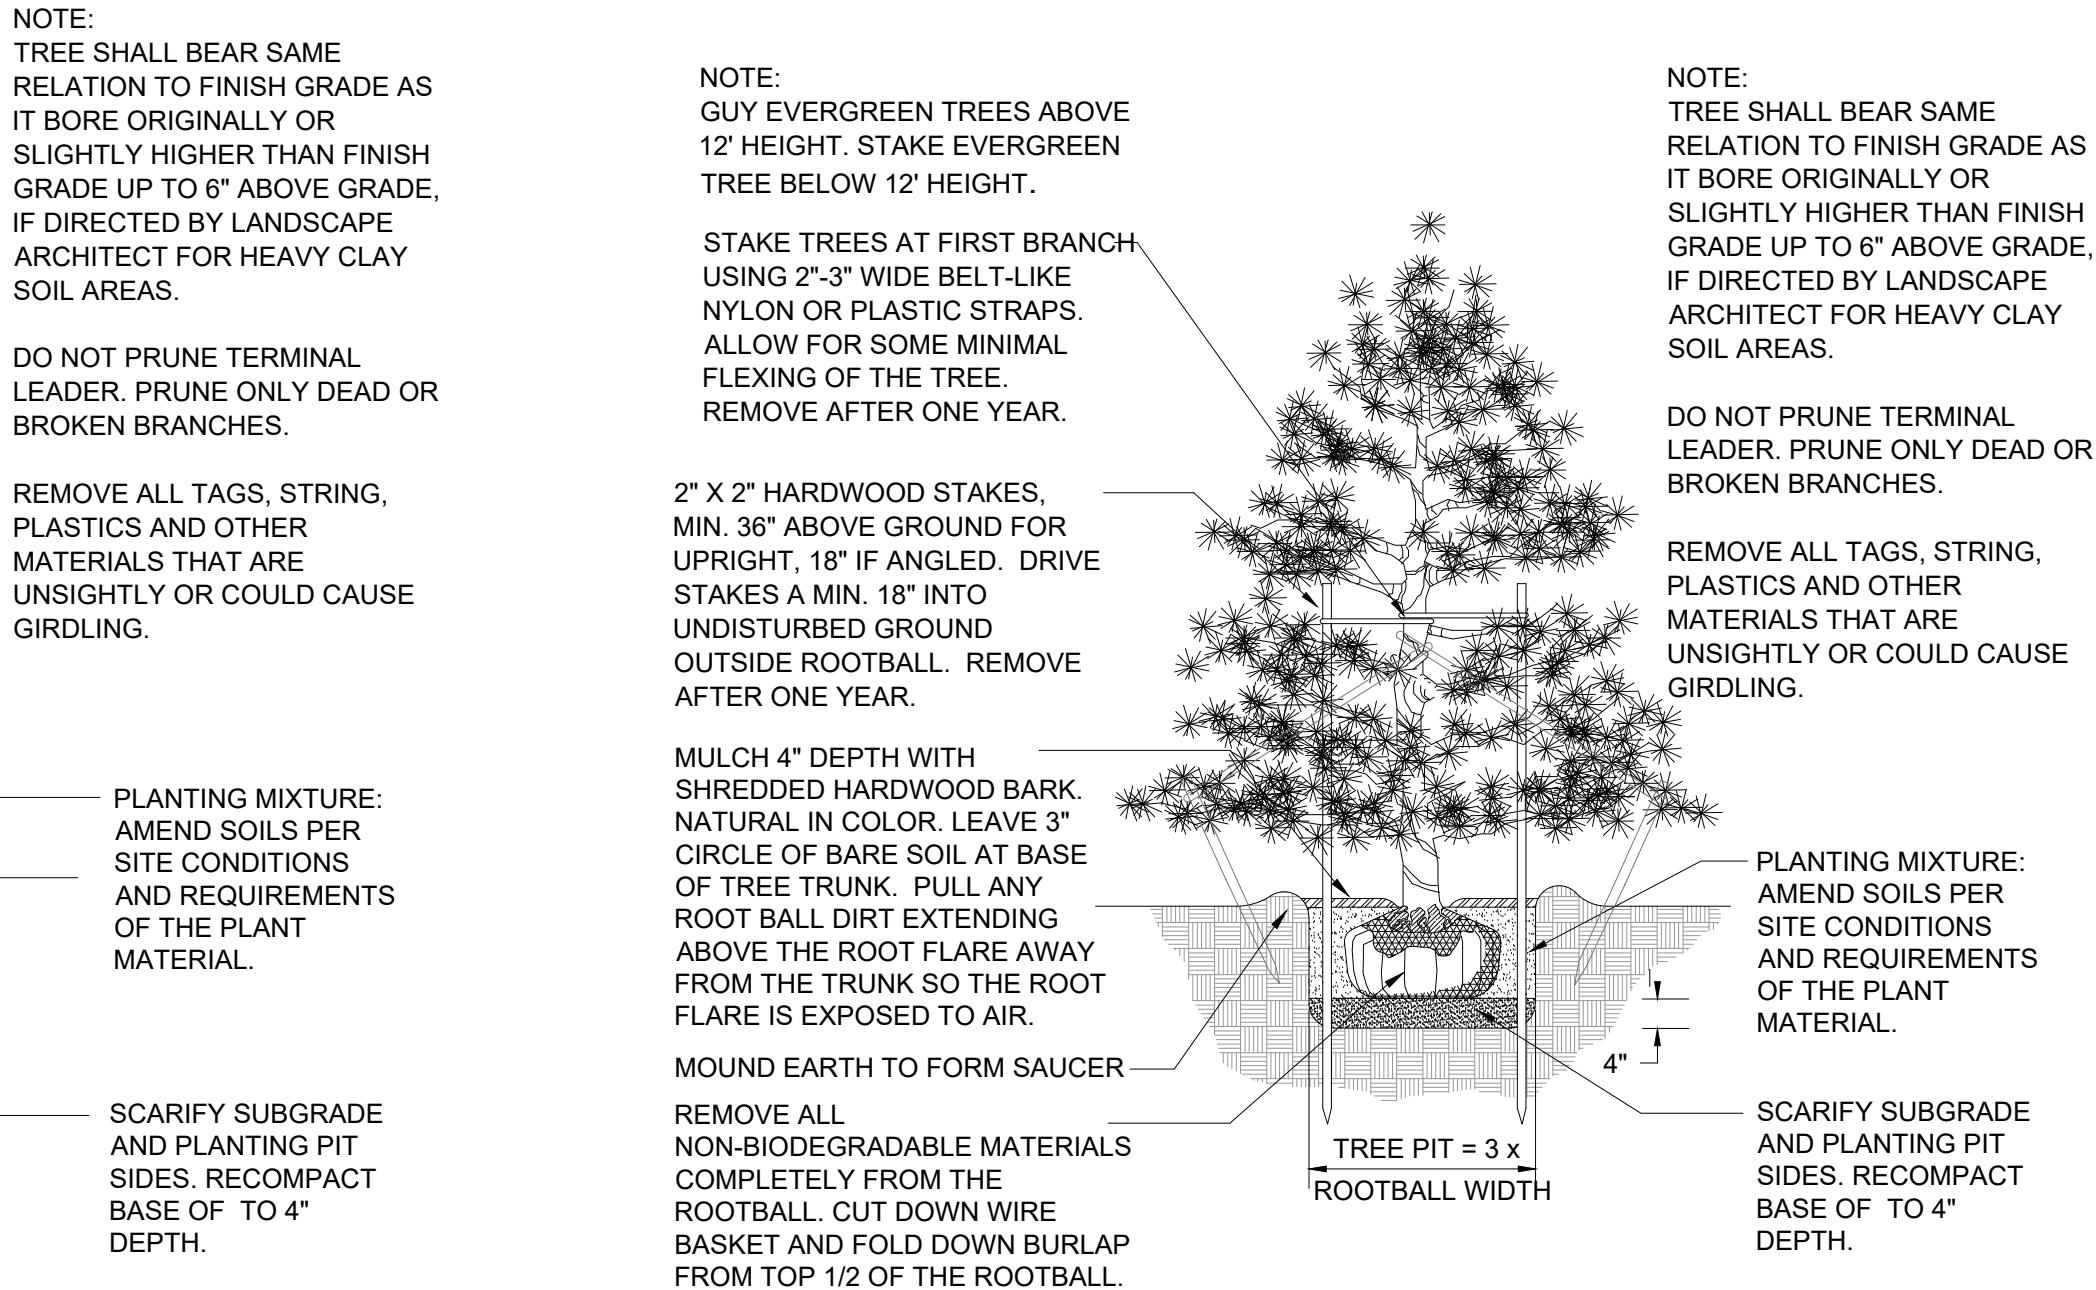 NOTE:
TREE SHALL BEAR SAME
RELATION TO FINISH GRADE AS
IT BORE ORIGINALLY OR
SLIGHTLY HIGHER THAN FINISH
GRADE UP TO 6" ABOVE GRADE,
IF DIRECTED BY LANDSCAPE
ARCHITECT FOR HEAVY CLAY
SOIL AREAS.
DO NOT PRUNE TERMINAL
LEADER. PRUNE ONLY DEAD OR
BROKEN BRANCHES.
REMOVE ALL TAGS, STRING,
PLASTICS AND OTHER
MATERIALS THAT ARE
UNSIGHTLY OR COULD CAUSE
GIRDLING.
PLANTING MIXTURE:
AMEND SOILS PER
SITE CONDITIONS
AND REQUIREMENTS
OF THE PLANT
MATERIAL.
SCARIFY SUBGRADE
AND PLANTING PIT
SIDES. RECOMPACT
BASE OF  TO 4"
DEPTH.
NOTE:
GUY EVERGREEN TREES ABOVE
12' HEIGHT. STAKE EVERGREEN
TREE BELOW 12' HEIGHT.
STAKE TREES AT FIRST BRANCH
USING 2"-3" WIDE BELT-LIKE
NYLON OR PLASTIC STRAPS.
ALLOW FOR SOME MINIMAL
FLEXING OF THE TREE.
REMOVE AFTER ONE YEAR.
2" X 2" HARDWOOD STAKES,
MIN. 36" ABOVE GROUND FOR
UPRIGHT, 18" IF ANGLED.  DRIVE
STAKES A MIN. 18" INTO
UNDISTURBED GROUND
OUTSIDE ROOTBALL.  REMOVE
AFTER ONE YEAR.
MULCH 4" DEPTH WITH
SHREDDED HARDWOOD BARK.
NATURAL IN COLOR. LEAVE 3"
CIRCLE OF BARE SOIL AT BASE
OF TREE TRUNK.  PULL ANY
ROOT BALL DIRT EXTENDING
ABOVE THE ROOT FLARE AWAY
FROM THE TRUNK SO THE ROOT
FLARE IS EXPOSED TO AIR.
MOUND EARTH TO FORM SAUCER
REMOVE ALL
NON-BIODEGRADABLE MATERIALS
COMPLETELY FROM THE
ROOTBALL. CUT DOWN WIRE
BASKET AND FOLD DOWN BURLAP
FROM TOP 1/2 OF THE ROOTBALL.
TREE PIT = 3 x
ROOTBALL WIDTH
4"
NOTE:
TREE SHALL BEAR SAME
RELATION TO FINISH GRADE AS
IT BORE ORIGINALLY OR
SLIGHTLY HIGHER THAN FINISH
GRADE UP TO 6" ABOVE GRADE,
IF DIRECTED BY LANDSCAPE
ARCHITECT FOR HEAVY CLAY
SOIL AREAS.
DO NOT PRUNE TERMINAL
LEADER. PRUNE ONLY DEAD OR
BROKEN BRANCHES.
REMOVE ALL TAGS, STRING,
PLASTICS AND OTHER
MATERIALS THAT ARE
UNSIGHTLY OR COULD CAUSE
GIRDLING.
PLANTING MIXTURE:
AMEND SOILS PER
SITE CONDITIONS
AND REQUIREMENTS
OF THE PLANT
MATERIAL.
SCARIFY SUBGRADE
AND PLANTING PIT
SIDES. RECOMPACT
BASE OF  TO 4"
DEPTH.